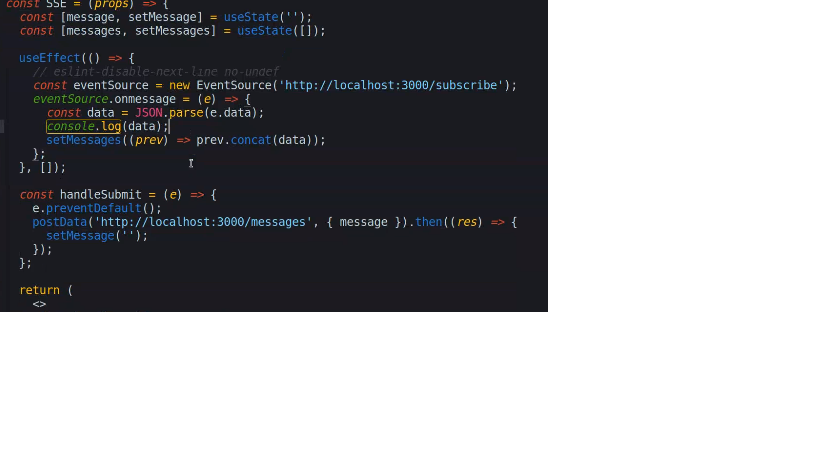 const SSE = (props) => {
const [message, setMessage] = useState('');
const [messages, setMessages] = useState([]);
useEffect(() => {
// eslint-disable-next-line no-undef
const eventSource = new EventSource('http://localhost:3000/subscribe');
eventSource.onmessage = (e) => {
const data = JSON.parse(e.data);
console.log(data);
setMessages((prev) => prev.concat(data));
};
}, []);
const handleSubmit = (e) => {
e.preventDefault();
postData('http://localhost:3000/messages', { message }).then((res) => {
setMessage('');
});
};
return (
<>